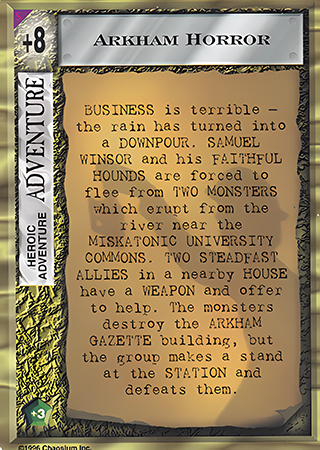 +8
ARKHAM HORROR
HEROIC
ADVENTURE
ADVENTURE
BUSINESS is terrible —
the rain has turned into
a DOWNPOUR. SAMUEL
WINSOR and his FAITHFUL
HOUNDS are forced to
flee from TWO MONSTERS
which erupt from the
river near the
MISKATONIC UNIVERSITY
COMMONS. TWO STEADFAST
ALLIES in a nearby HOUSE
have a WEAPON and offer
to help. The monsters
destroy the ARKHAM
GAZETTE building, but
the group makes a stand
at the STATION and
defeats them.
+3
©1996 Chaosium Inc.